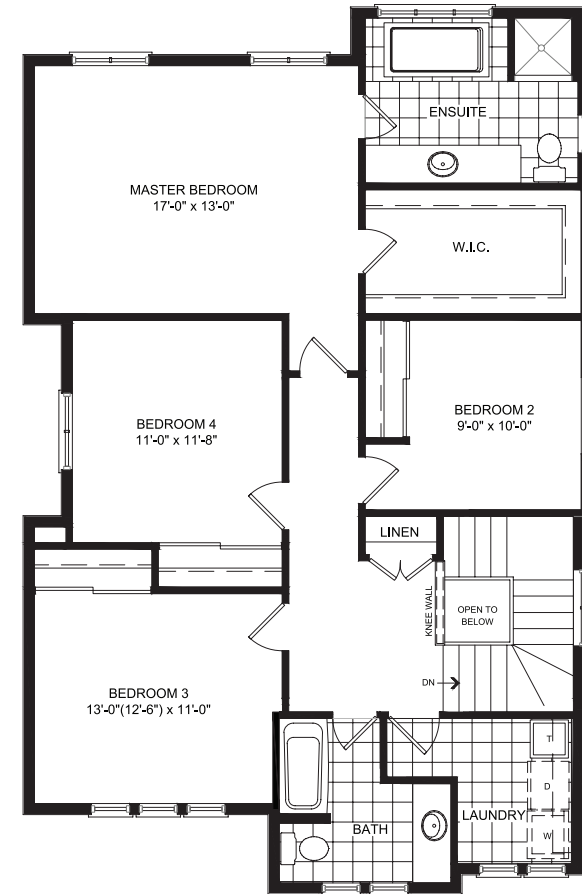 ENSUITE
MASTER BEDROOM
17'-0" x 13'-0"
W.I.C.
BEDROOM 4
11'-0" x 11'-8"
BEDROOM 2
9'-0" x 10'-0"
LINEN
KNEE WALL
OPEN TO
BELOW
DN
BEDROOM 3
13'-0"(12'-6") x 11'-0"
T
D
W
LAUNDRY
BATH